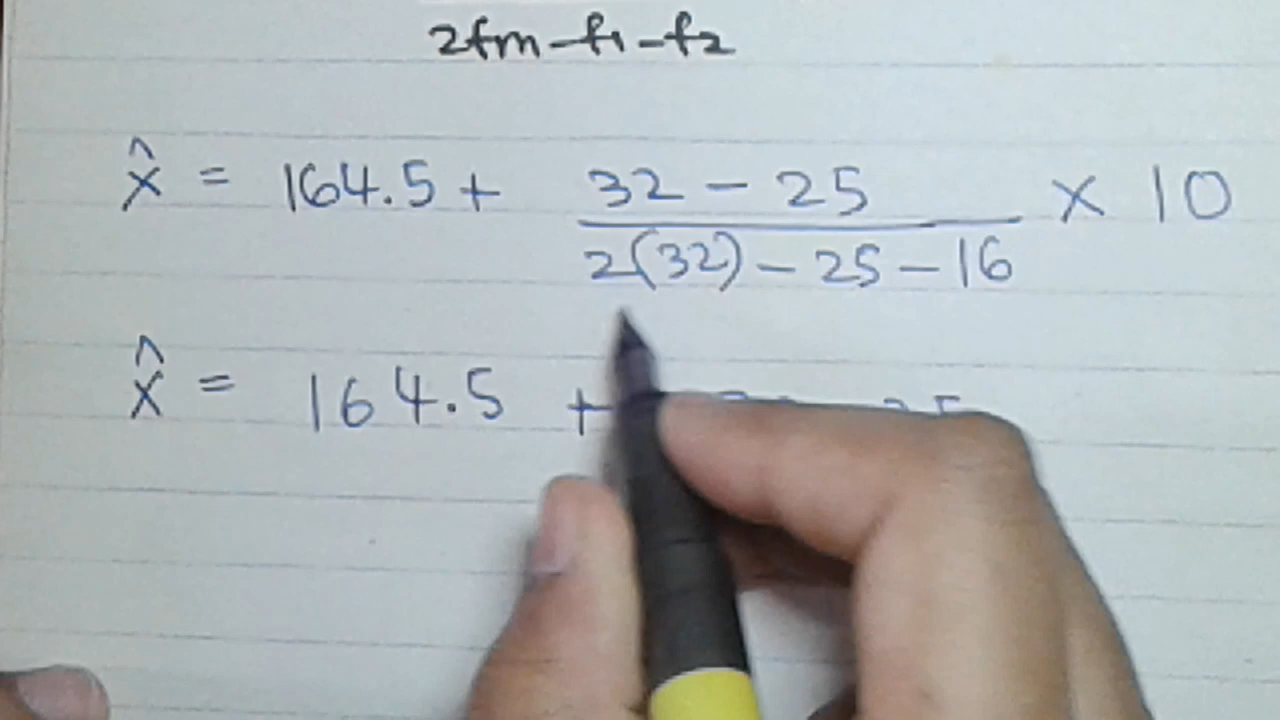 2fm-f1-f2
x̂ = 164.5 + 32 - 25 × 10
2(32) - 25 - 16
x̂ = 164.5 +